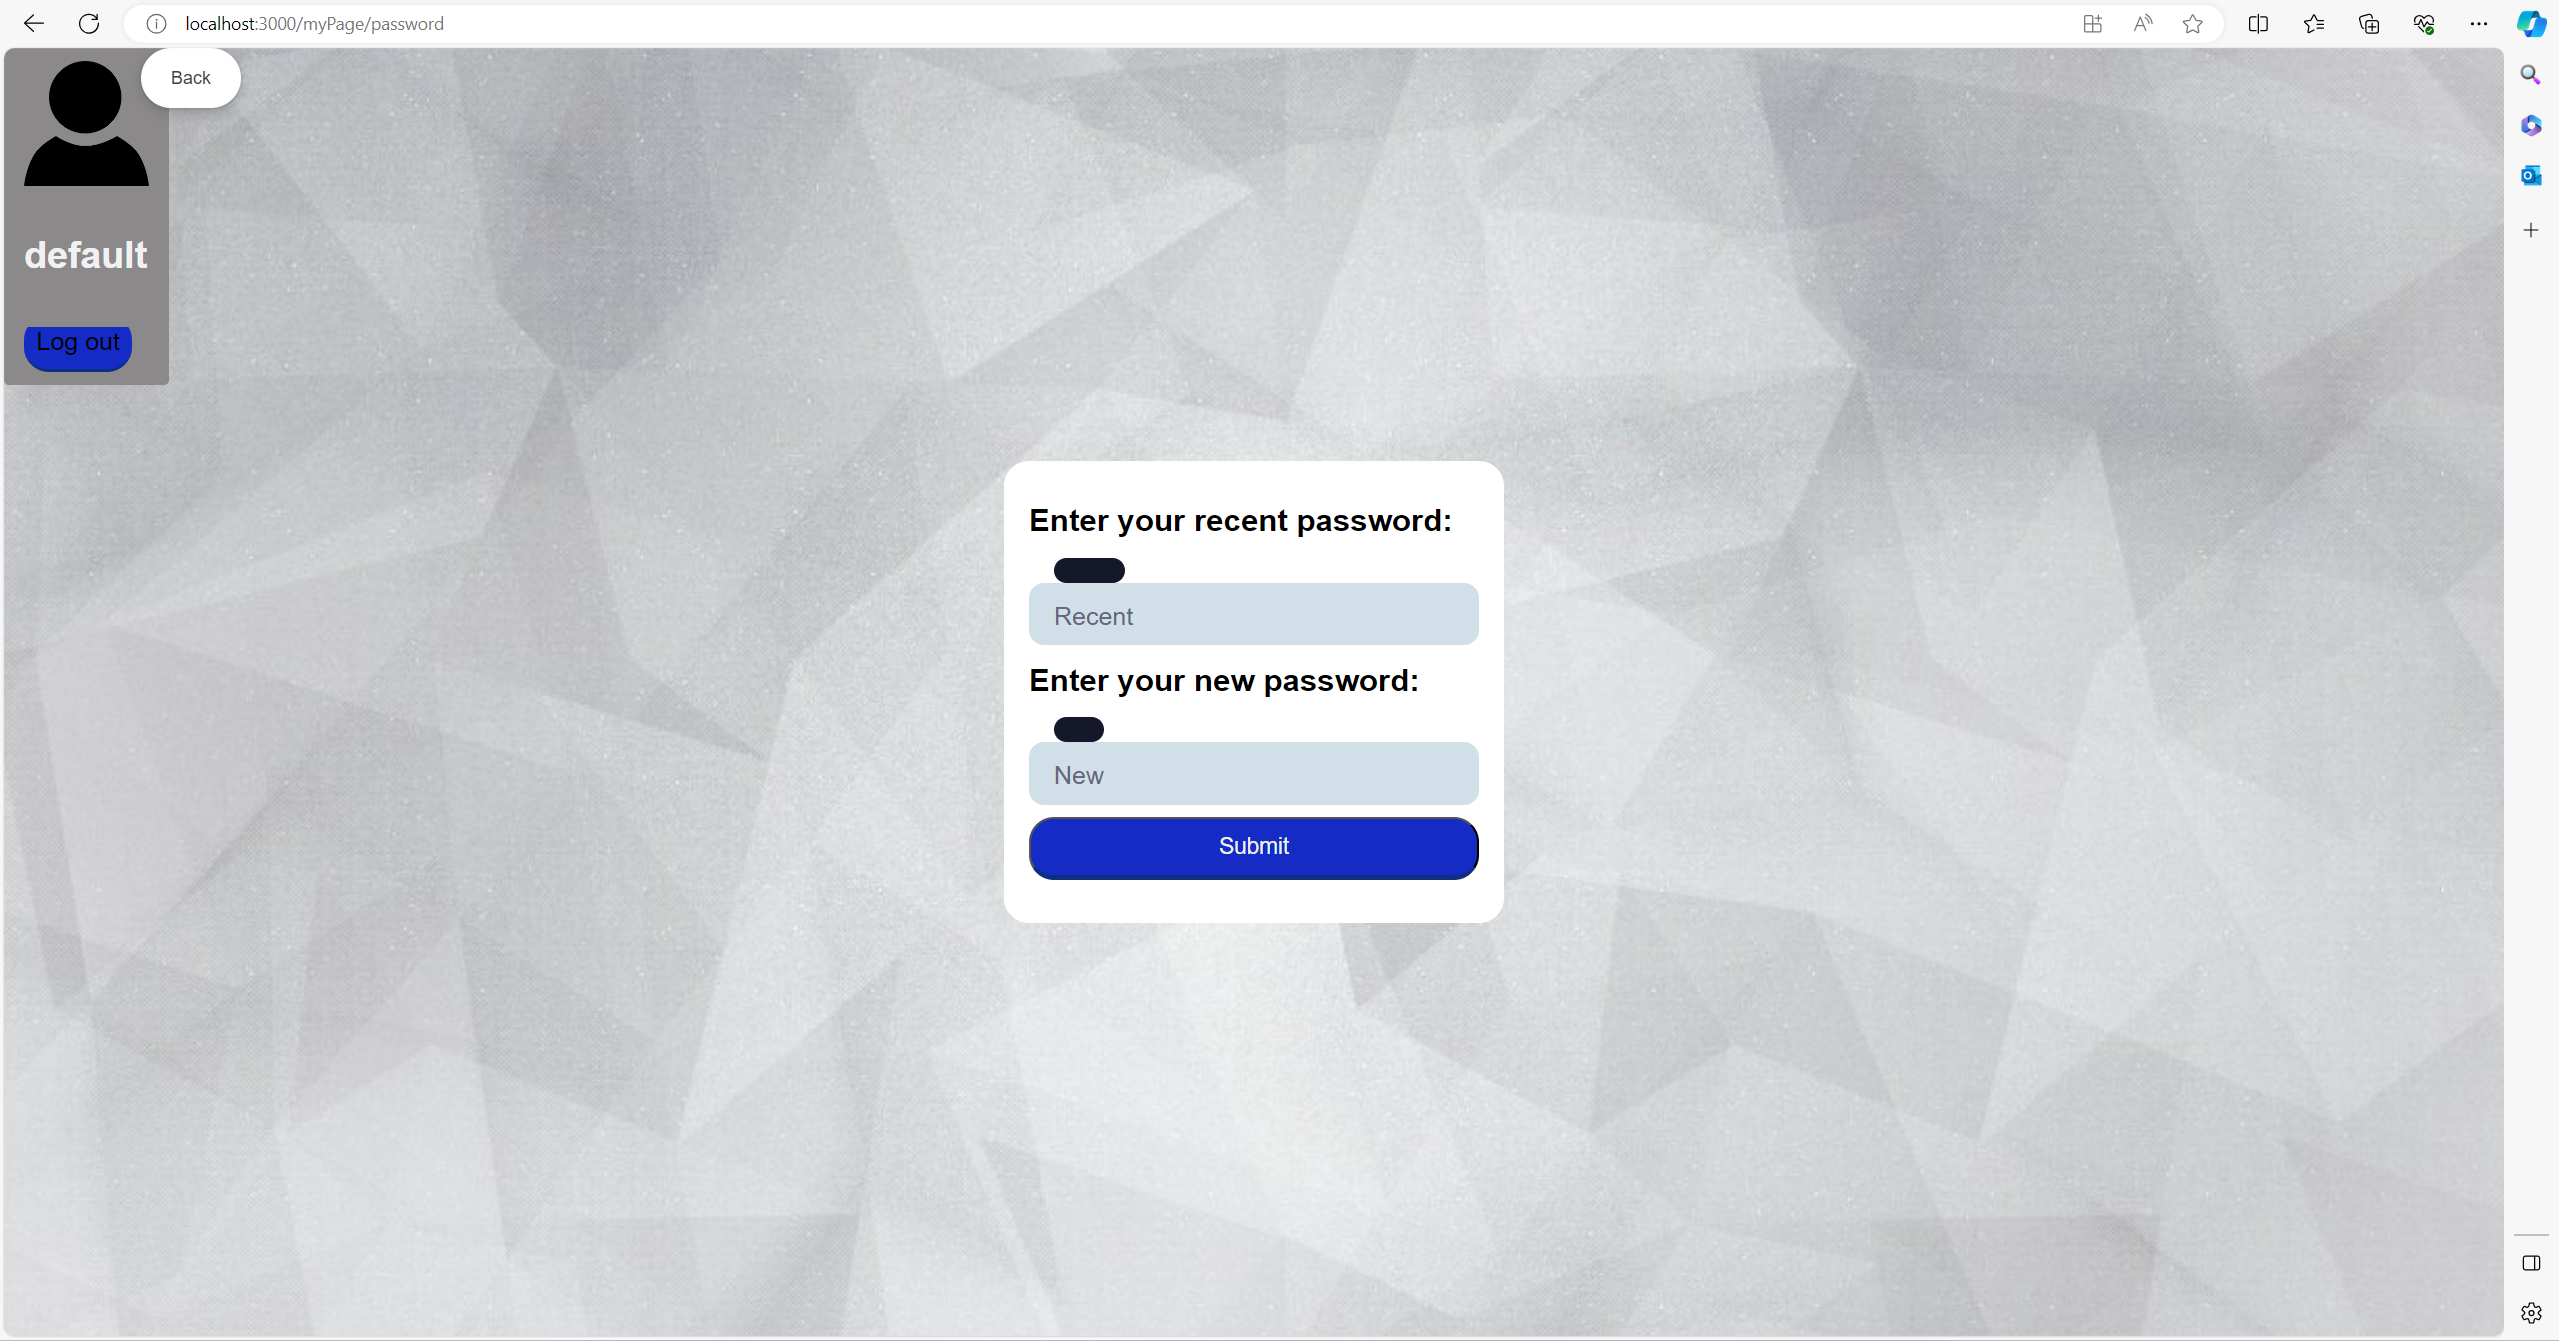 localhost:3000/myPage/password
Back
default
Log out
Enter your recent password:
Recent
Enter your new password:
New
Submit